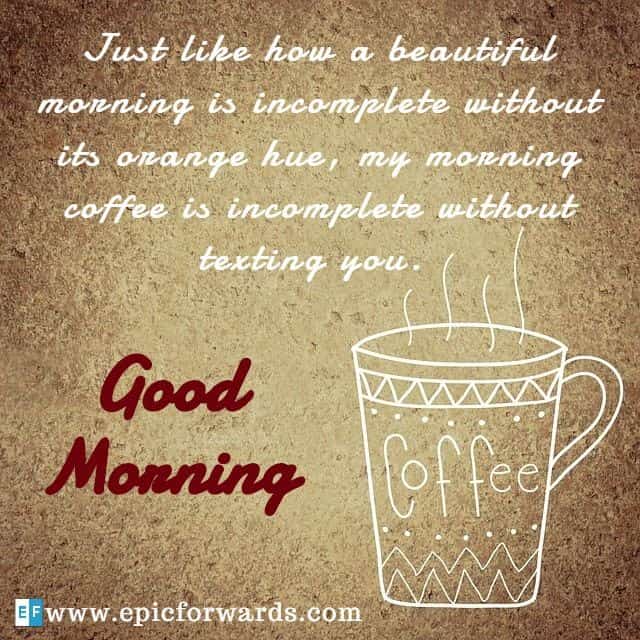 Just like how a beautiful
morning is incomplete without
its orange hue, my morning
coffee is incomplete without
texting you.
Good
Morning
Coffee
EF www.epicforwards.com